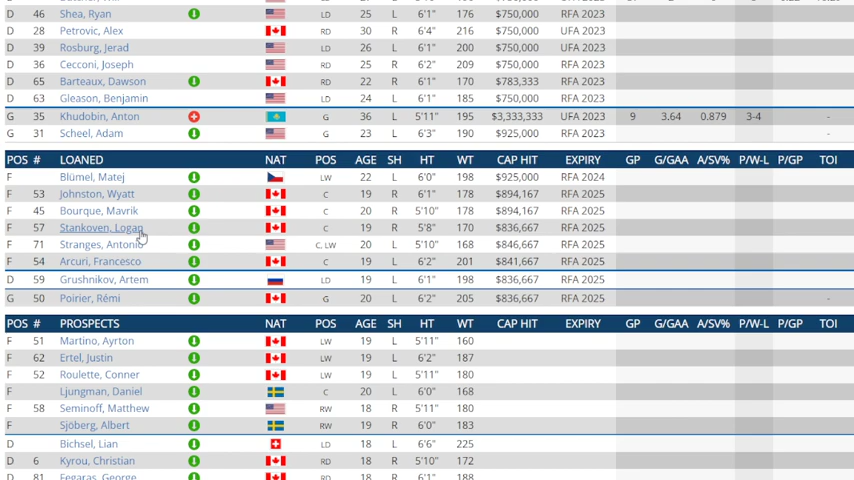 D 46 Shea, Ryan LD 25 L 6'1" 176 $750,000 RFA 2023
D 28 Petrovic, Alex RD 30 R 6'4" 216 $750,000 UFA 2023
D 39 Rosburg, Jerad LD 26 L 6'1" 200 $750,000 RFA 2023
D 36 Cecconi, Joseph RD 25 R 6'2" 209 $750,000 RFA 2023
D 65 Barteaux, Dawson RD 22 R 6'1" 170 $783,333 RFA 2023
D 63 Gleason, Benjamin LD 24 L 6'1" 185 $750,000 RFA 2023
G 35 Khudobin, Anton G 36 L 5'11" 195 $3,333,333 UFA 2023 9 3.64 0.879 3-4 -
G 31 Scheel, Adam G 23 L 6'3" 190 $925,000 RFA 2023 -
POS # LOANED NAT POS AGE SH HT WT CAP HIT EXPIRY GP G/GAA A/SV% P/W-L P/GP TOI
F Blümel, Matej LW 22 L 6'0" 198 $925,000 RFA 2024
F 53 Johnston, Wyatt C 19 R 6'1" 178 $894,167 RFA 2025
F 45 Bourque, Mavrik C 20 R 5'10" 178 $894,167 RFA 2025
F 57 Stankoven, Logan C 19 R 5'8" 170 $836,667 RFA 2025
F 71 Stranges, Antonio C, LW 20 L 5'10" 168 $846,667 RFA 2025
F 54 Arcuri, Francesco C 19 L 6'2" 201 $841,667 RFA 2025
D 59 Grushnikov, Artem LD 19 L 6'1" 198 $836,667 RFA 2025
G 50 Poirier, Rémi G 20 L 6'2" 205 $836,667 RFA 2025 -
POS # PROSPECTS NAT POS AGE SH HT WT CAP HIT EXPIRY GP G/GAA A/SV% P/W-L P/GP TOI
F 51 Martino, Ayrton LW 19 L 5'11" 160
F 62 Ertel, Justin LW 19 L 6'2" 187
F 52 Roulette, Conner LW 19 L 5'11" 180
F Ljungman, Daniel C 20 L 6'0" 168
F 58 Seminoff, Matthew RW 18 R 5'11" 180
F Sjöberg, Albert RW 19 R 6'0" 183
D Bichsel, Lian LD 18 L 6'6" 225
D 6 Kyrou, Christian RD 18 R 5'10" 172
D 81 Fegaras, George RD 18 R 6'1" 188